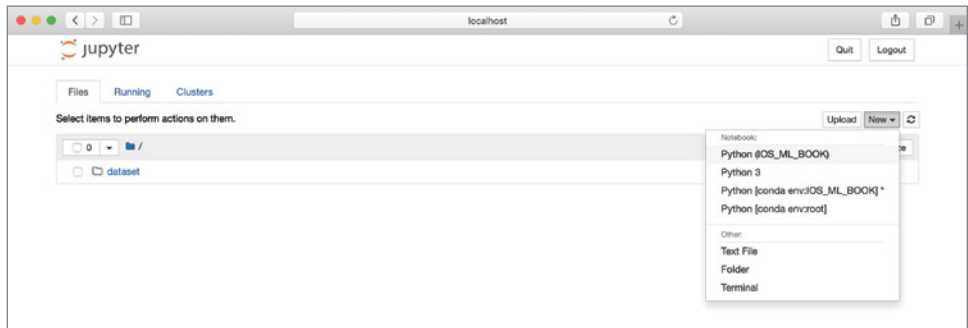 localhost
jupyter
Quit Logout
Files Running Clusters
Select items to perform actions on them.
Upload New
0 /
Notebook:
Python (IOS_ML_BOOK)
dataset
Python 3
Python [conda env:IOS_ML_BOOK] *
Python [conda env:root]
Other:
Text File
Folder
Terminal